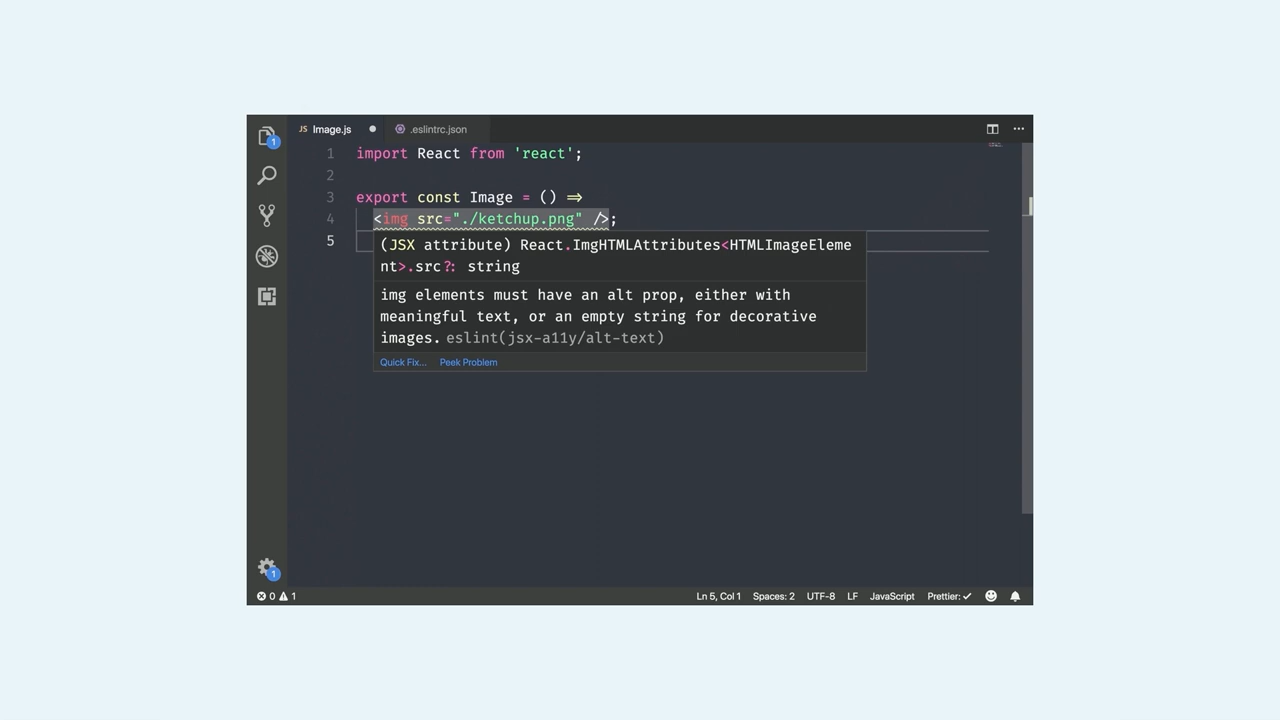 JS Image.js
.eslintrc.json
1
1 import React from 'react';
2
3 export const Image = () =>
4 <img src="./ketchup.png" />;
5
(JSX attribute) React.ImgHTMLAttributes<HTMLImageEleme
nt>.src?: string
img elements must have an alt prop, either with
meaningful text, or an empty string for decorative
images. eslint(jsx-a11y/alt-text)
Quick Fix... Peek Problem
1
0 1
Ln 5, Col 1 Spaces: 2 UTF-8 LF JavaScript Prettier: ✓